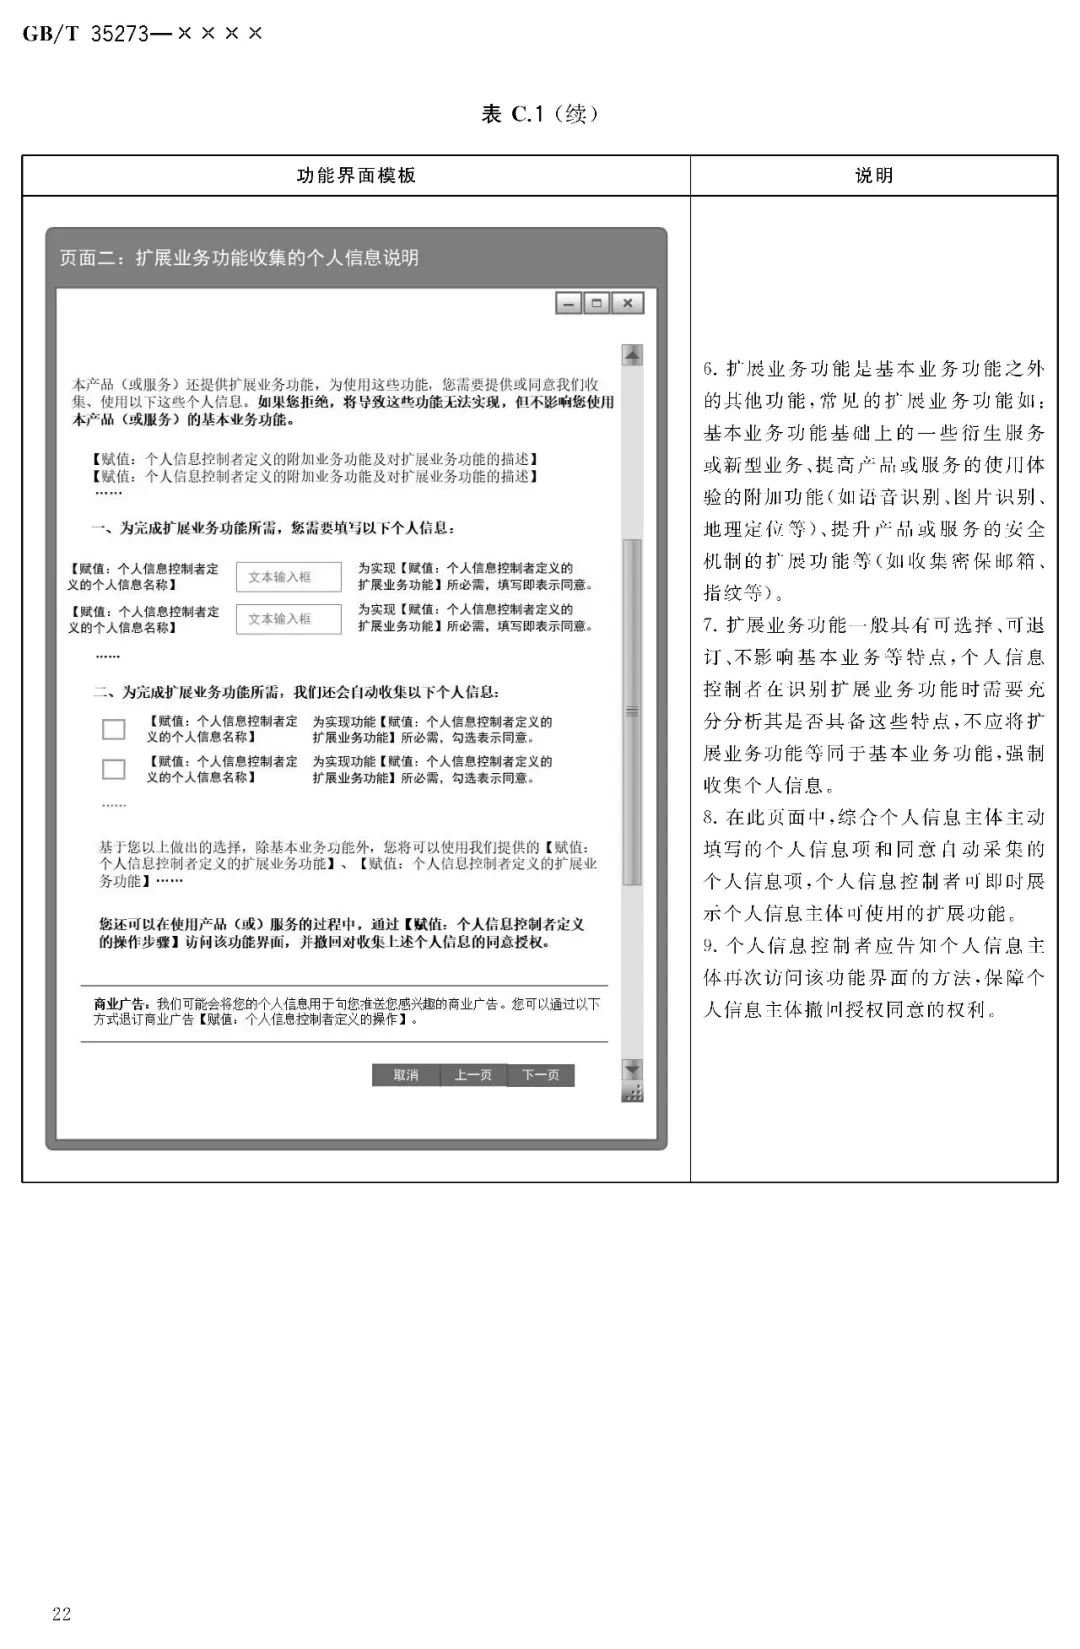 GB/T 35273—××××
表 C.1（续）
功能界面模板
说明
页面二：扩展业务功能收集的个人信息说明
本产品（或服务）还提供扩展业务功能，为使用这些功能，您需要提供或同意我们收
集、使用以下这些个人信息。如果您拒绝，将导致这些功能无法实现，但不影响您使用
本产品（或服务）的基本业务功能。
【赋值：个人信息控制者定义的附加业务功能及对扩展业务功能的描述】
【赋值：个人信息控制者定义的附加业务功能及对扩展业务功能的描述】
……
一、为完成扩展业务功能所需，您需要填写以下个人信息：
【赋值：个人信息控制者定
义的个人信息名称】
文本输入框
为实现【赋值：个人信息控制者定义的
扩展业务功能】所必需，填写即表示同意。
【赋值：个人信息控制者定
义的个人信息名称】
文本输入框
为实现【赋值：个人信息控制者定义的
扩展业务功能】所必需，填写即表示同意。
……
二、为完成扩展业务功能所需，我们还会自动收集以下个人信息：
【赋值：个人信息控制者定
义的个人信息名称】
为实现功能【赋值：个人信息控制者定义的
扩展业务功能】所必需，勾选表示同意。
【赋值：个人信息控制者定
义的个人信息名称】
为实现功能【赋值：个人信息控制者定义的
扩展业务功能】所必需，勾选表示同意。
……
基于您以上做出的选择，除基本业务功能外，您将可以使用我们提供的【赋值：
个人信息控制者定义的扩展业务功能】、【赋值：个人信息控制者定义的扩展业
务功能】……
您还可以在使用产品（或）服务的过程中，通过【赋值：个人信息控制者定义
的操作步骤】访问该功能界面，并撤回对收集上述个人信息的同意授权。
商业广告：我们可能会将您的个人信息用于向您推送您感兴趣的商业广告。您可以通过以下
方式退订商业广告【赋值：个人信息控制者定义的操作】。
取消 上一页 下一页
6. 扩展业务功能是基本业务功能之外
的其他功能，常见的扩展业务功能如：
基本业务功能基础上的一些衍生服务
或新型业务、提高产品或服务的使用体
验的附加功能（如语音识别、图片识别、
地理定位等）、提升产品或服务的安全
机制的扩展功能等（如收集密保邮箱、
指纹等）。
7. 扩展业务功能一般具有可选择、可退
订、不影响基本业务等特点，个人信息
控制者在识别扩展业务功能时需要充
分分析其是否具备这些特点，不应将扩
展业务功能等同于基本业务功能，强制
收集个人信息。
8. 在此页面中，综合个人信息主体主动
填写的个人信息项和同意自动采集的
个人信息项，个人信息控制者可即时展
示个人信息主体可使用的扩展功能。
9. 个人信息控制者应告知个人信息主
体再次访问该功能界面的方法，保障个
人信息主体撤回授权同意的权利。
22